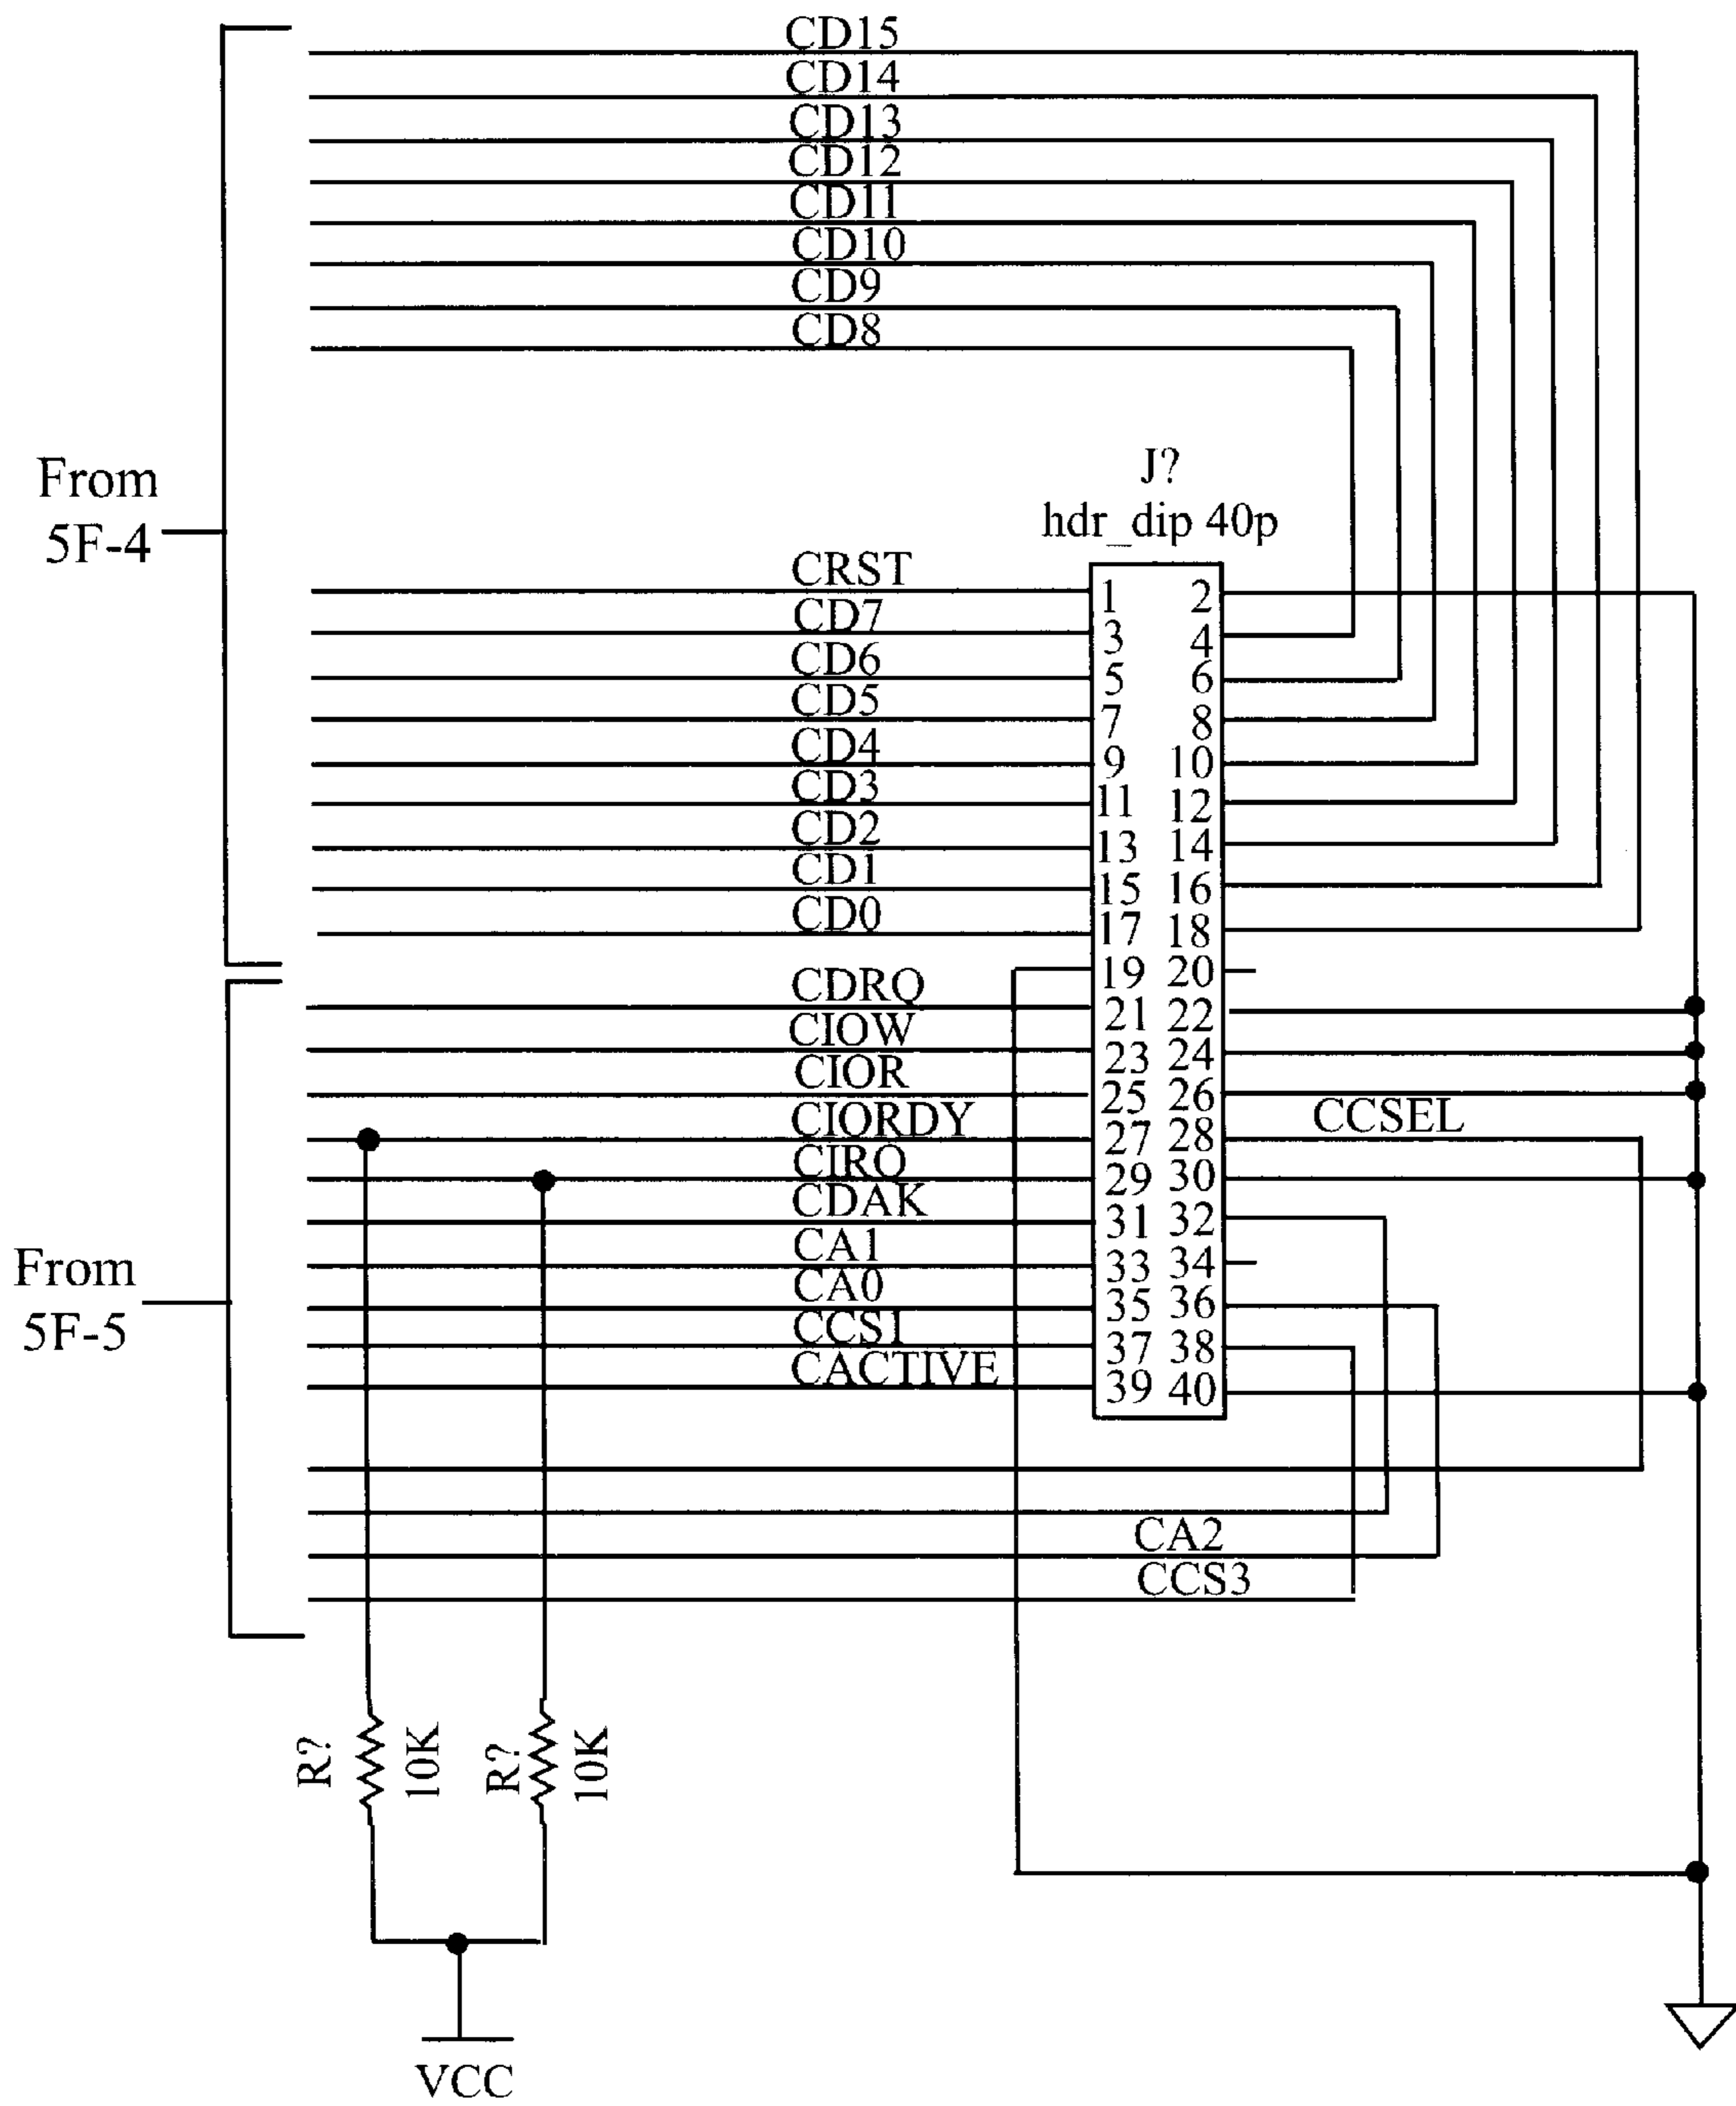 CD15
CD14
CD13
CD12
CD11
CD10
CD9
CD8
From
5F-4
J?
hdr_dip 40p
CRST
1 2
CD7
3 4
CD6
5 6
CD5
7 8
CD4
9 10
CD3
11 12
CD2
13 14
CD1
15 16
CD0
17 18
19 20
CDRQ
21 22
CIOW
23 24
CIOR
25 26
CCSEL
CIORDY
27 28
CIRQ
29 30
CDAK
31 32
CA1
33 34
CA0
35 36
CCS1
37 38
CACTIVE
39 40
From
5F-5
CA2
CCS3
R?
10K
R?
10K
VCC